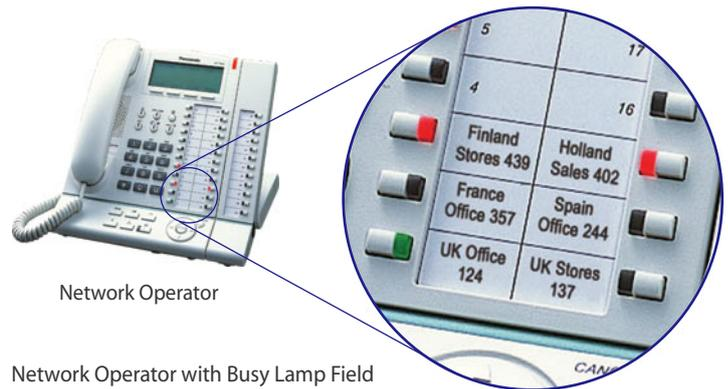 Panasonic
5
17
4
16
Finland
Stores 439
Holland
Sales 402
France
Office 357
Spain
Office 244
UK Office
124
UK Stores
137
Network Operator
Network Operator with Busy Lamp Field